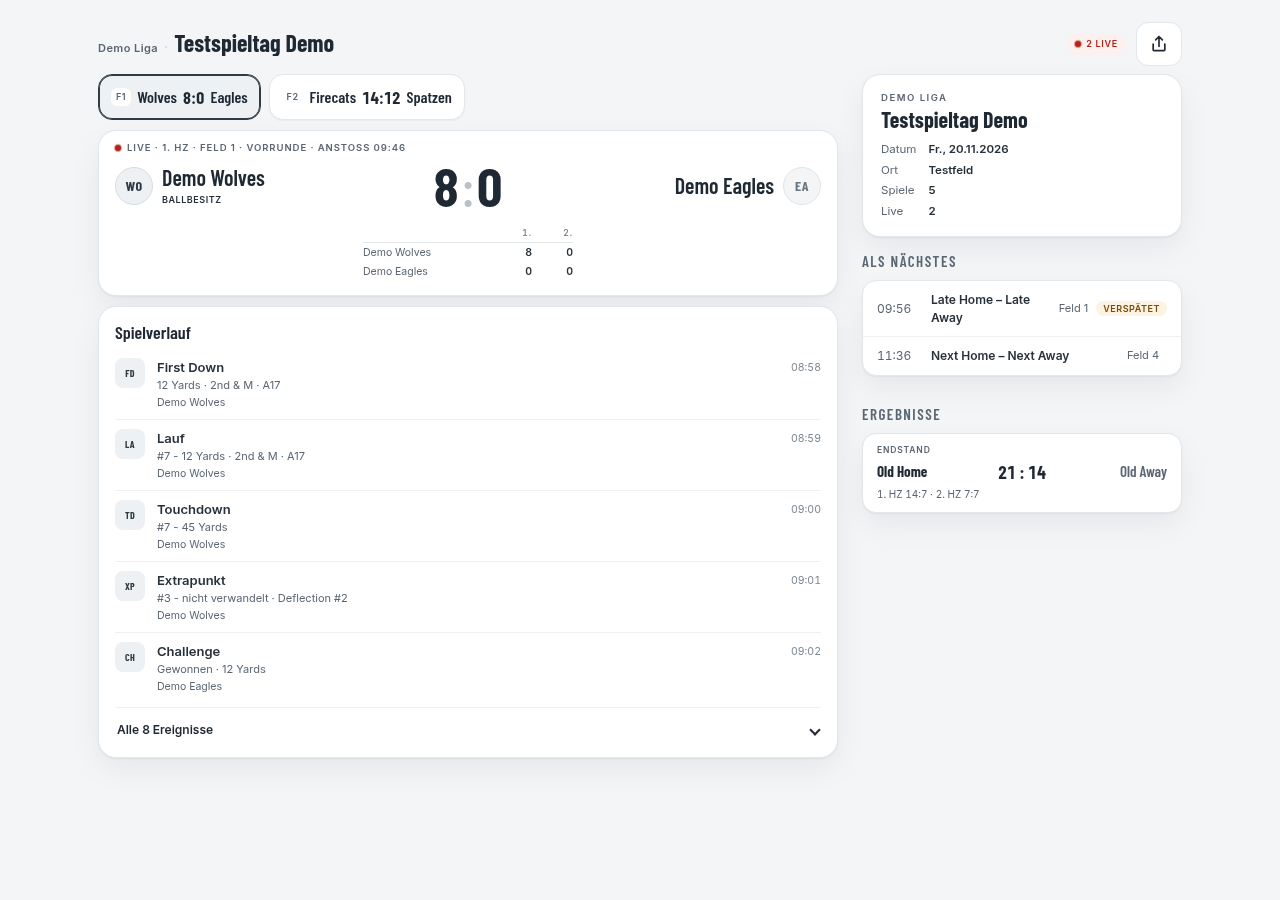 Demo Liga · Testspieltag Demo
2 LIVE
F1 Wolves 8:0 Eagles
F2 Firecats 14:12 Spatzen
LIVE · 1. HZ · FELD 1 · VORRUNDE · ANSTOSS 09:46
WO Demo Wolves
BALLBESITZ
8:0
Demo Eagles EA
1. 2.
Demo Wolves 8 0
Demo Eagles 0 0
Spielverlauf
FD First Down 08:58
12 Yards · 2nd & M · A17
Demo Wolves
LA Lauf 08:59
#7 - 12 Yards · 2nd & M · A17
Demo Wolves
TD Touchdown 09:00
#7 - 45 Yards
Demo Wolves
XP Extrapunkt 09:01
#3 - nicht verwandelt · Deflection #2
Demo Wolves
CH Challenge 09:02
Gewonnen · 12 Yards
Demo Eagles
Alle 8 Ereignisse
DEMO LIGA
Testspieltag Demo
Datum Fr., 20.11.2026
Ort Testfeld
Spiele 5
Live 2
ALS NÄCHSTES
09:56 Late Home – Late Away Feld 1 VERSPÄTET
11:36 Next Home – Next Away Feld 4
ERGEBNISSE
ENDSTAND
Old Home 21 : 14 Old Away
1. HZ 14:7 · 2. HZ 7:7